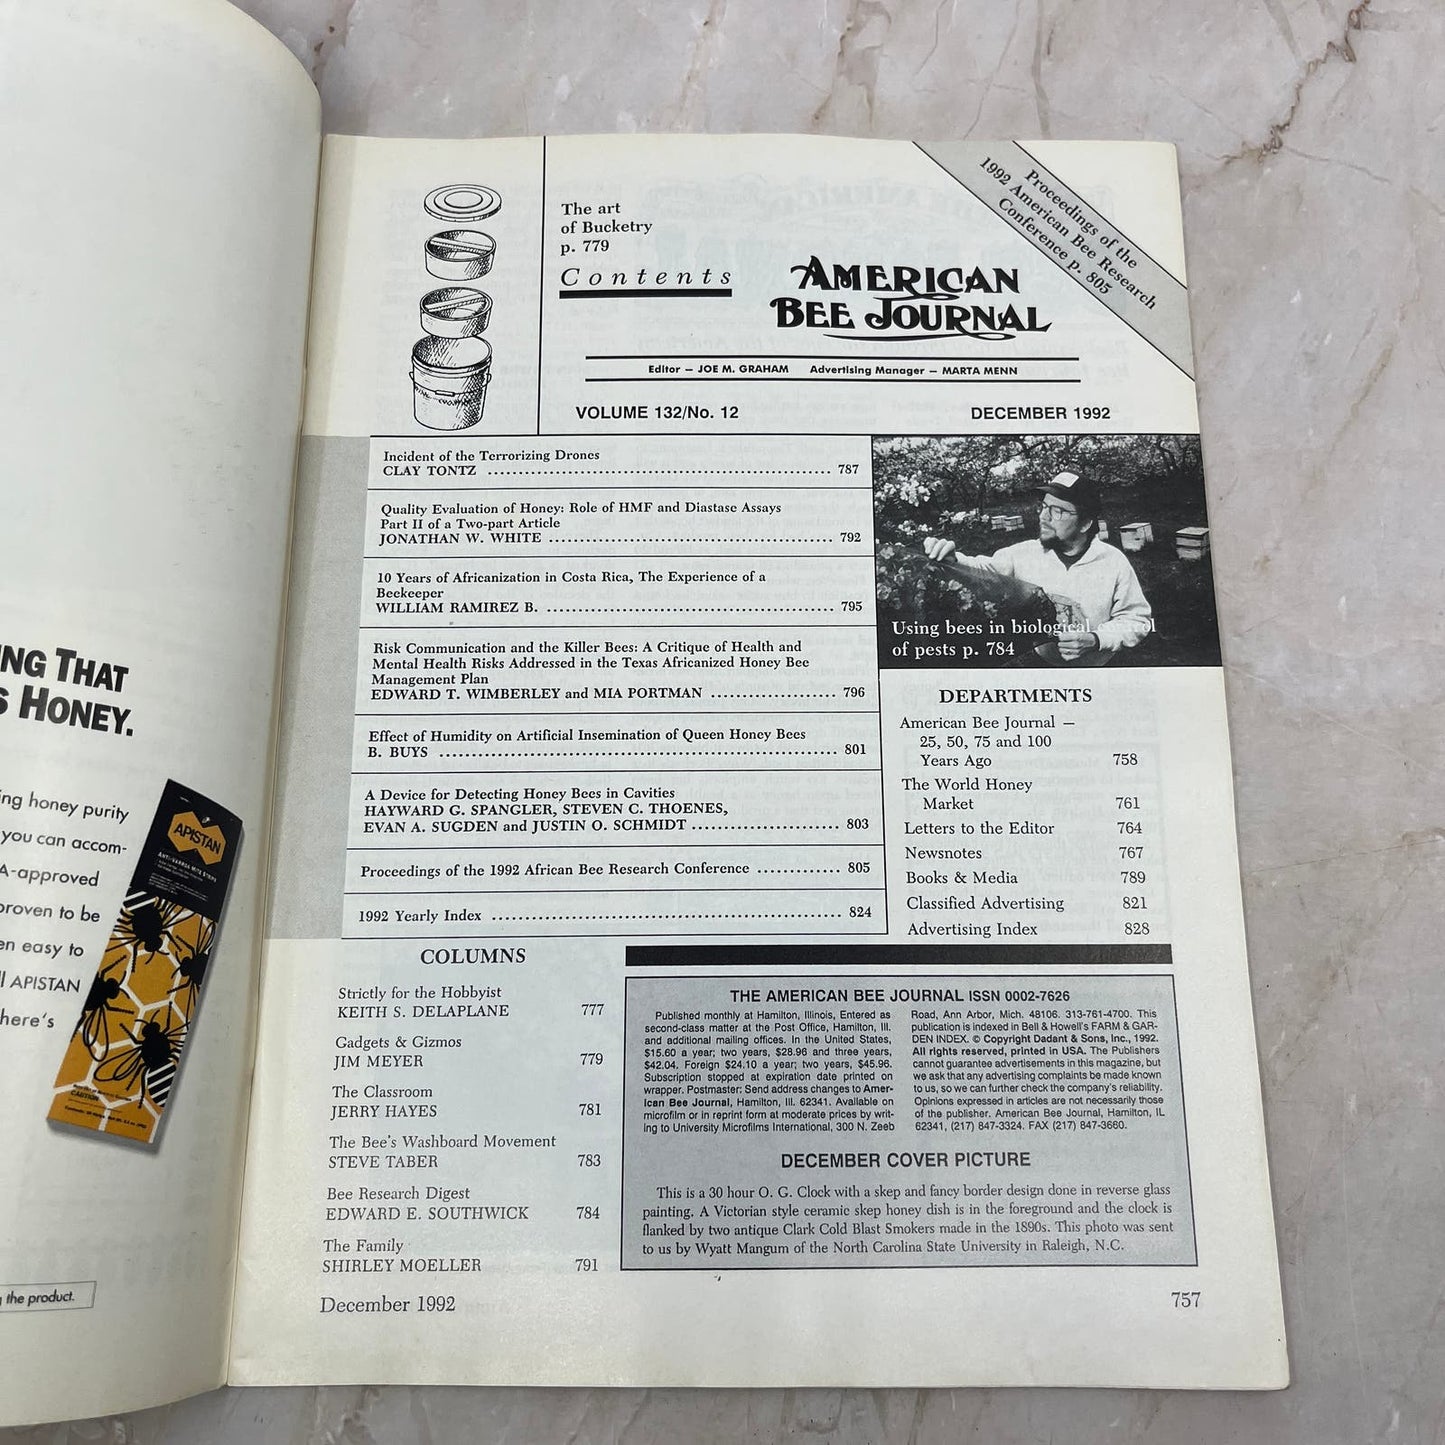 NG THAT
S HONEY.
ing honey purity
you can accom-
A-approved
proven to be
en easy to
APISTAN
here's
APISTAN
ANTI-VARROA MITE STRIPS
CAUTION
the product.
The art
of Bucketry
p. 779
Contents
Proceedings of the
1992 American Bee Research
Conference p. 805
AMERICAN
BEE JOURNAL
Editor – JOE M. GRAHAM Advertising Manager – MARTA MENN
VOLUME 132/No. 12 DECEMBER 1992
Incident of the Terrorizing Drones
CLAY TONTZ 787
Quality Evaluation of Honey: Role of HMF and Diastase Assays
Part II of a Two-part Article
JONATHAN W. WHITE 792
10 Years of Africanization in Costa Rica, The Experience of a
Beekeeper
WILLIAM RAMIREZ B. 795
Risk Communication and the Killer Bees: A Critique of Health and
Mental Health Risks Addressed in the Texas Africanized Honey Bee
Management Plan
EDWARD T. WIMBERLEY and MIA PORTMAN 796
Effect of Humidity on Artificial Insemination of Queen Honey Bees
B. BUYS 801
A Device for Detecting Honey Bees in Cavities
HAYWARD G. SPANGLER, STEVEN C. THOENES,
EVAN A. SUGDEN and JUSTIN O. SCHMIDT 803
Proceedings of the 1992 African Bee Research Conference 805
1992 Yearly Index 824
Using bees in biological control
of pests p. 784
DEPARTMENTS
American Bee Journal –
25, 50, 75 and 100
Years Ago 758
The World Honey
Market 761
Letters to the Editor 764
Newsnotes 767
Books & Media 789
Classified Advertising 821
Advertising Index 828
COLUMNS
Strictly for the Hobbyist
KEITH S. DELAPLANE 777
Gadgets & Gizmos
JIM MEYER 779
The Classroom
JERRY HAYES 781
The Bee's Washboard Movement
STEVE TABER 783
Bee Research Digest
EDWARD E. SOUTHWICK 784
The Family
SHIRLEY MOELLER 791
THE AMERICAN BEE JOURNAL ISSN 0002-7626
Published monthly at Hamilton, Illinois, Entered as
second-class matter at the Post Office, Hamilton, Ill.
and additional mailing offices. In the United States,
$15.60 a year; two years, $28.96 and three years,
$42.04. Foreign $24.10 a year; two years, $45.96.
Subscription stopped at expiration date printed on
wrapper. Postmaster: Send address changes to Amer-
ican Bee Journal, Hamilton, Ill. 62341. Available on
microfilm or in reprint form at moderate prices by writ-
ing to University Microfilms International, 300 N. Zeeb
Road, Ann Arbor, Mich. 48106. 313-761-4700. This
publication is indexed in Bell & Howell's FARM & GAR-
DEN INDEX. © Copyright Dadant & Sons, Inc., 1992.
All rights reserved, printed in USA. The Publishers
cannot guarantee advertisements in this magazine, but
we ask that any advertising complaints be made known
to us, so we can further check the company's reliability.
Opinions expressed in articles are not necessarily those
of the publisher. American Bee Journal, Hamilton, IL
62341, (217) 847-3324. FAX (217) 847-3660.
DECEMBER COVER PICTURE
This is a 30 hour O. G. Clock with a skep and fancy border design done in reverse glass
painting. A Victorian style ceramic skep honey dish is in the foreground and the clock is
flanked by two antique Clark Cold Blast Smokers made in the 1890s. This photo was sent
to us by Wyatt Mangum of the North Carolina State University in Raleigh, N.C.
December 1992 757